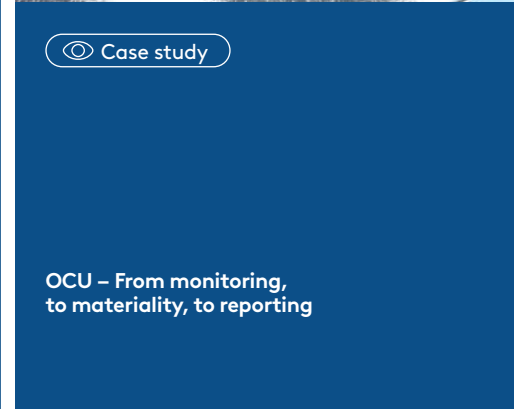 Case study
OCU – From monitoring,
to materiality, to reporting